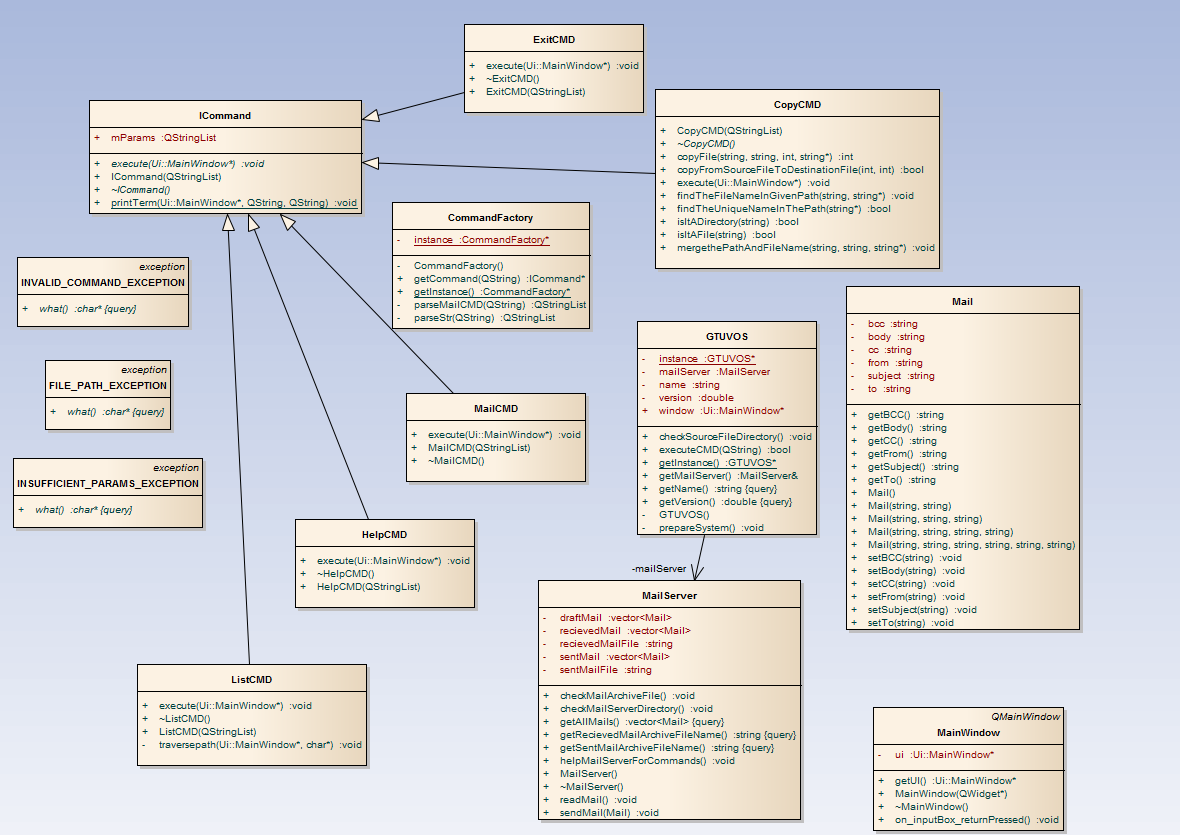 ExitCMD
+ execute(Ui::MainWindow*) :void
+ ~ExitCMD()
+ ExitCMD(QStringList)
ICommand
+ mParams :QStringList
+ execute(Ui::MainWindow*) :void
+ ICommand(QStringList)
+ ~ICommand()
+ printTerm(Ui::MainWindow*, QString, QString) :void
CopyCMD
+ CopyCMD(QStringList)
+ ~CopyCMD()
+ copyFile(string, string, int, string*) :int
+ copyFromSourceFileToDestinationFile(int, int) :bool
+ execute(Ui::MainWindow*) :void
+ findTheFileNameInGivenPath(string, string*) :void
+ findTheUniqueNameInThePath(string*) :bool
+ isItADirectory(string) :bool
+ isItAFile(string) :bool
+ mergethePathAndFileName(string, string, string*) :void
CommandFactory
- instance :CommandFactory*
- CommandFactory()
+ getCommand(QString) :ICommand*
+ getInstance() :CommandFactory*
- parseMailCMD(QString) :QStringList
- parseStr(QString) :QStringList
exception
INVALID_COMMAND_EXCEPTION
+ what() :char* {query}
exception
FILE_PATH_EXCEPTION
+ what() :char* {query}
exception
INSUFFICIENT_PARAMS_EXCEPTION
+ what() :char* {query}
Mail
- bcc :string
- body :string
- cc :string
- from :string
- subject :string
- to :string
+ getBCC() :string
+ getBody() :string
+ getCC() :string
+ getFrom() :string
+ getSubject() :string
+ getTo() :string
+ Mail()
+ Mail(string, string)
+ Mail(string, string, string)
+ Mail(string, string, string, string)
+ Mail(string, string, string, string, string, string)
+ setBCC(string) :void
+ setBody(string) :void
+ setCC(string) :void
+ setFrom(string) :void
+ setSubject(string) :void
+ setTo(string) :void
GTUVOS
- instance :GTUVOS*
- mailServer :MailServer
- name :string
- version :double
+ window :Ui::MainWindow*
+ checkSourceFileDirectory() :void
+ executeCMD(QString) :bool
+ getInstance() :GTUVOS*
+ getMailServer() :MailServer&
+ getName() :string {query}
+ getVersion() :double {query}
- GTUVOS()
- prepareSystem() :void
MailCMD
+ execute(Ui::MainWindow*) :void
+ MailCMD(QStringList)
+ ~MailCMD()
HelpCMD
+ execute(Ui::MainWindow*) :void
+ ~HelpCMD()
+ HelpCMD(QStringList)
-mailServer
MailServer
- draftMail :vector<Mail>
- recievedMail :vector<Mail>
- recievedMailFile :string
- sentMail :vector<Mail>
- sentMailFile :string
+ checkMailArchiveFile() :void
+ checkMailServerDirectory() :void
+ getAllMails() :vector<Mail> {query}
+ getRecievedMailArchiveFileName() :string {query}
+ getSentMailArchiveFileName() :string {query}
+ helpMailServerForCommands() :void
+ MailServer()
+ ~MailServer()
+ readMail() :void
+ sendMail(Mail) :void
ListCMD
+ execute(Ui::MainWindow*) :void
+ ~ListCMD()
+ ListCMD(QStringList)
- traversepath(Ui::MainWindow*, char*) :void
QMainWindow
MainWindow
- ui :Ui::MainWindow*
+ getUI() :Ui::MainWindow*
+ MainWindow(QWidget*)
+ ~MainWindow()
+ on_inputBox_returnPressed() :void